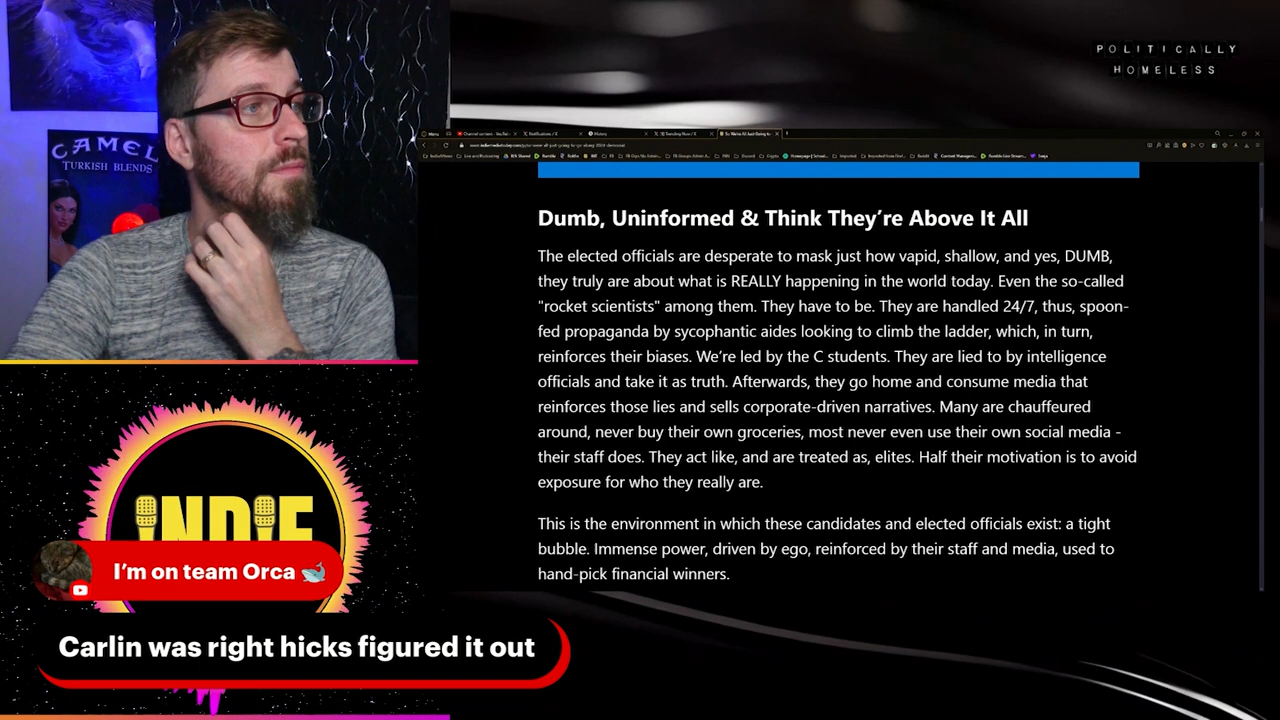 CAMEL
TURKISH BLENDS
POLITICALLY
HOMELESS
Menu
Dumb, Uninformed & Think They're Above It All
The elected officials are desperate to mask just how vapid, shallow, and yes, DUMB,
they truly are about what is REALLY happening in the world today. Even the so-called
"rocket scientists" among them. They have to be. They are handled 24/7, thus, spoon-
fed propaganda by sycophantic aides looking to climb the ladder, which, in turn,
reinforces their biases. We're led by the C students. They are lied to by intelligence
officials and take it as truth. Afterwards, they go home and consume media that
reinforces those lies and sells corporate-driven narratives. Many are chauffeured
around, never buy their own groceries, most never even use their own social media -
their staff does. They act like, and are treated as, elites. Half their motivation is to avoid
exposure for who they really are.
This is the environment in which these candidates and elected officials exist: a tight
bubble. Immense power, driven by ego, reinforced by their staff and media, used to
hand-pick financial winners.
iNDiE
I'm on team Orca 🐳
Carlin was right hicks figured it out